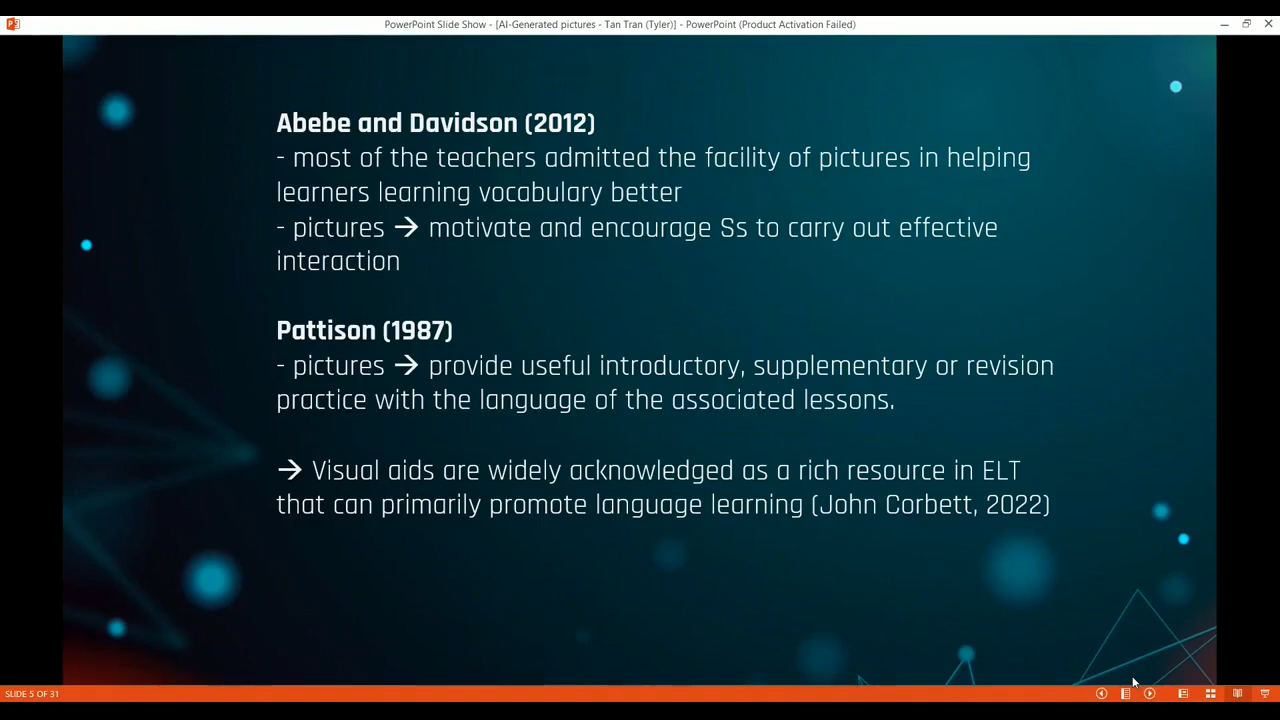 PowerPoint Slide Show - [AI-Generated pictures - Tan Tran (Tyler)] - PowerPoint (Product Activation Failed)
Abebe and Davidson (2012)
- most of the teachers admitted the facility of pictures in helping
learners learning vocabulary better
- pictures → motivate and encourage Ss to carry out effective
interaction
Pattison (1987)
- pictures → provide useful introductory, supplementary or revision
practice with the language of the associated lessons.
→ Visual aids are widely acknowledged as a rich resource in ELT
that can primarily promote language learning (John Corbett, 2022)
SLIDE 5 OF 31